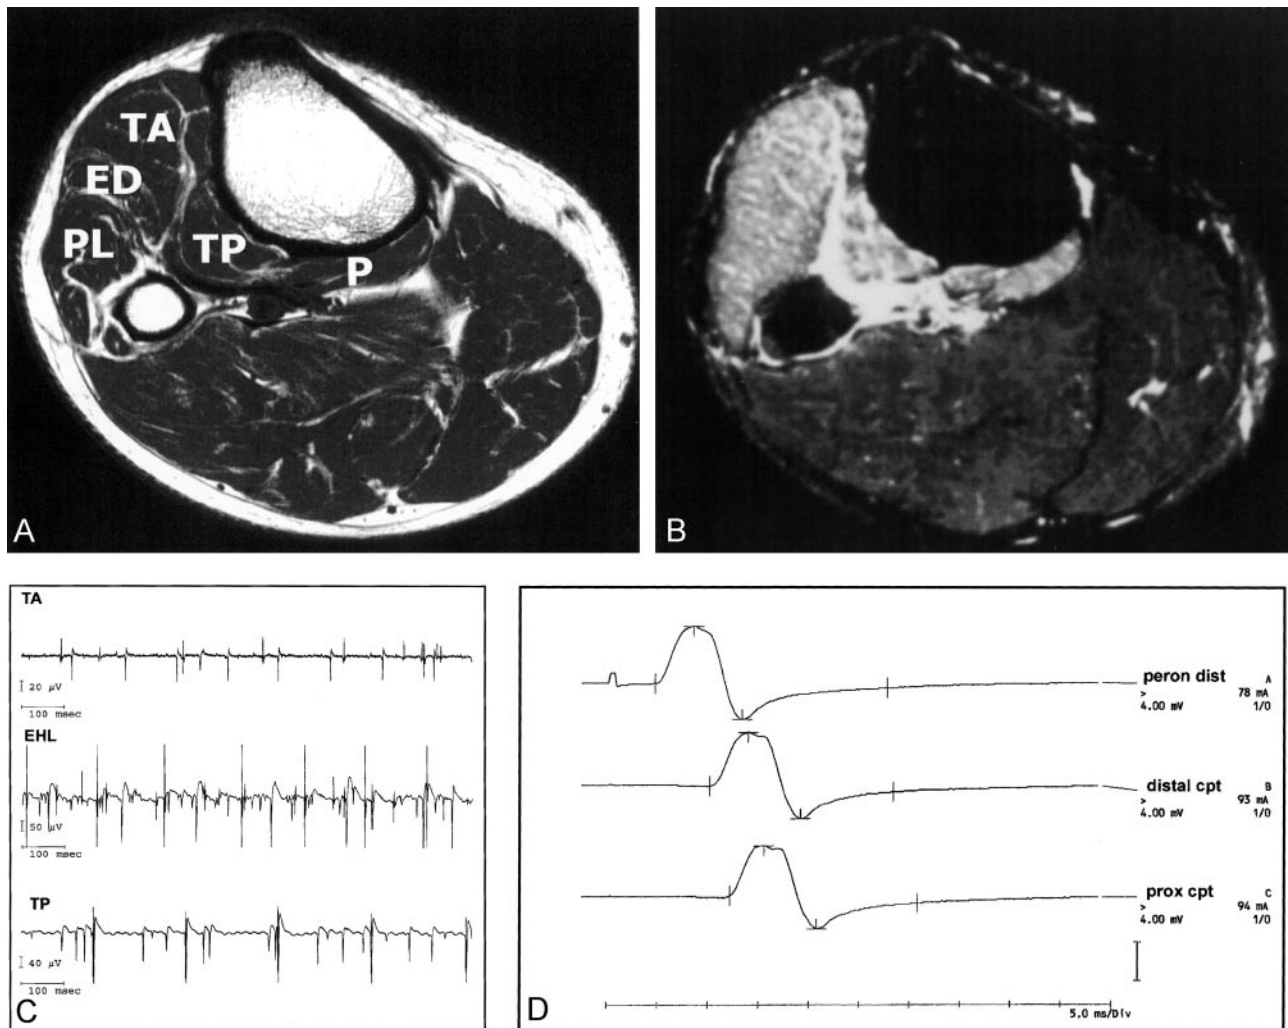 TA
ED
PL
TP
P
A
B
TA
20 µV
100 msec
EHL
50 µV
100 msec
TP
40 µV
100 msec
C
peron dist A
> 78 mA
4.00 mV 1/0
distal cpt B
> 93 mA
4.00 mV 1/0
prox cpt C
> 94 mA
4.00 mV 1/0
5.0 ms/Div
D